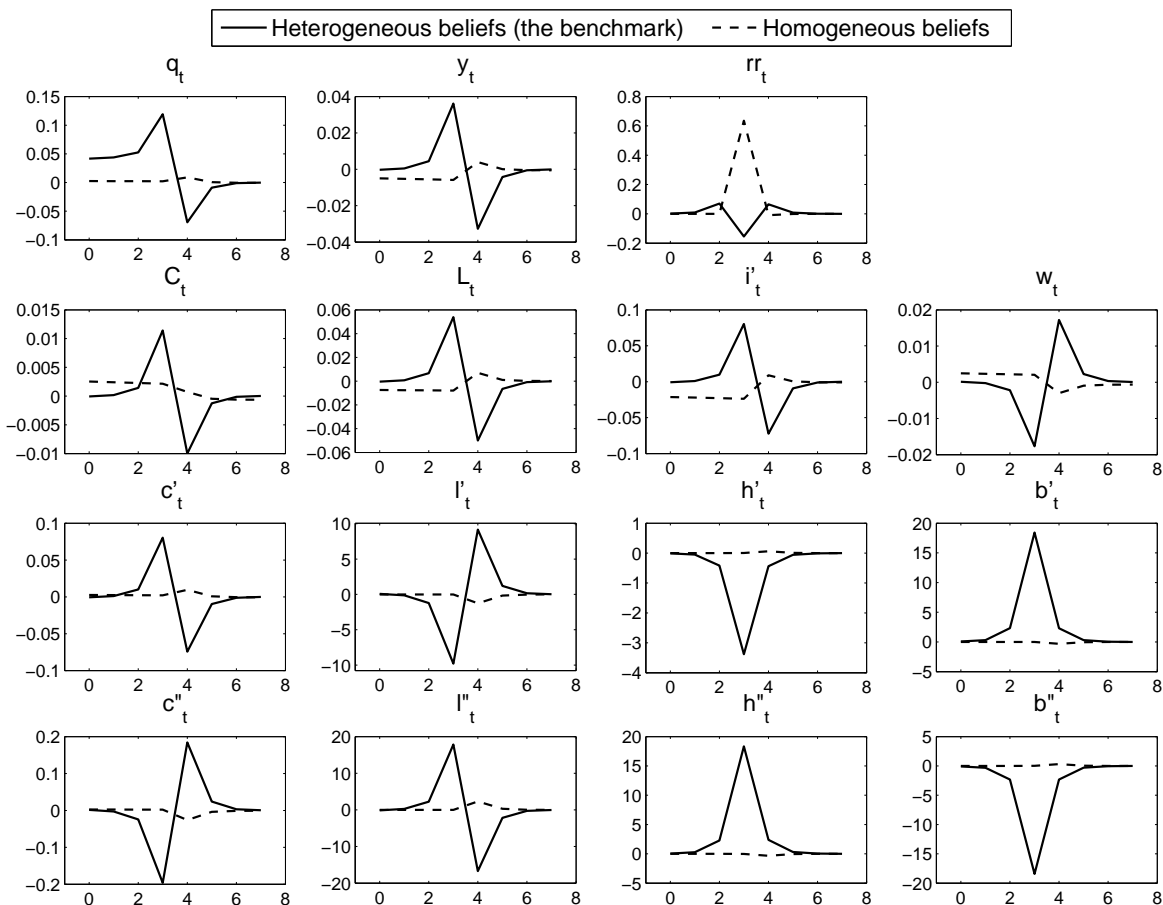 Heterogeneous beliefs (the benchmark) Homogeneous beliefs
q_t y_t rr_t
0.15 0.04 0.8
0.1 0.02 0.6
0.05 0 0.4
0 −0.02 0.2
−0.05 −0.04 0
−0.1 −0.2
0 2 4 6 8 0 2 4 6 8 0 2 4 6 8
C_t L_t i'_t w_t
0.015 0.06 0.1 0.02
0.01 0.04 0.05 0.01
0.005 0.02 0 0
0 0 −0.05 −0.01
−0.005 −0.02 −0.1 −0.02
−0.01 −0.04
−0.06
0 2 4 6 8 0 2 4 6 8 0 2 4 6 8 0 2 4 6 8
c'_t l'_t h'_t b'_t
0.1 10 1 20
0.05 5 0 15
0 0 −1 10
−0.05 −5 −2 5
−0.1 −10 −3 0
−4 −5
0 2 4 6 8 0 2 4 6 8 0 2 4 6 8 0 2 4 6 8
c"_t l"_t h"_t b"_t
0.2 20 20 5
0.1 10 15 0
0 0 10 −5
−0.1 −10 5 −10
−0.2 −20 0 −15
−5 −20
0 2 4 6 8 0 2 4 6 8 0 2 4 6 8 0 2 4 6 8